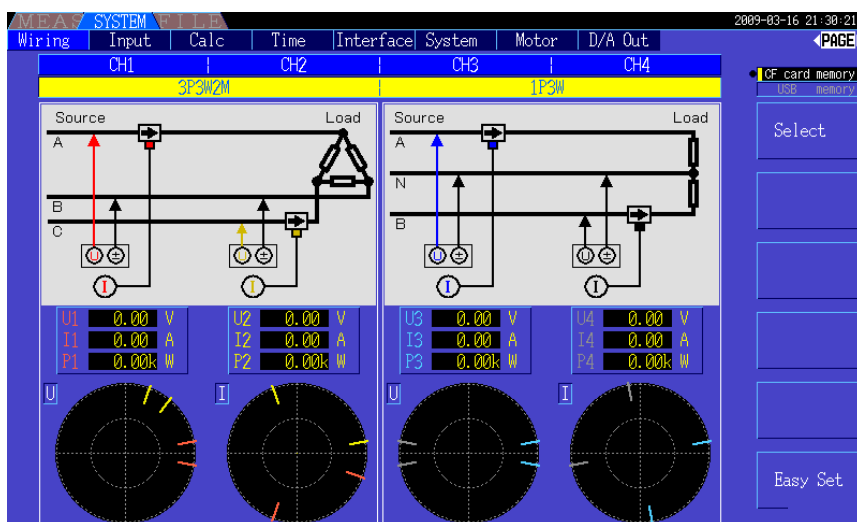 MEAS SYSTEM FILE 2009-03-16 21:30:21
Wiring Input Calc Time Interface System Motor D/A Out PAGE
CH1 CH2 CH3 CH4
CF card memory
3P3W2M 1P3W
USB memory
Source Load Source Load
Select
A A
N
B B
C
U ± U ± U ± U ±
I I I I
U1 0.00 V U2 0.00 V U3 0.00 V U4 0.00 V
I1 0.00 A I2 0.00 A I3 0.00 A I4 0.00 A
P1 0.00k W P2 0.00k W P3 0.00k W P4 0.00k W
U I U I
Easy Set